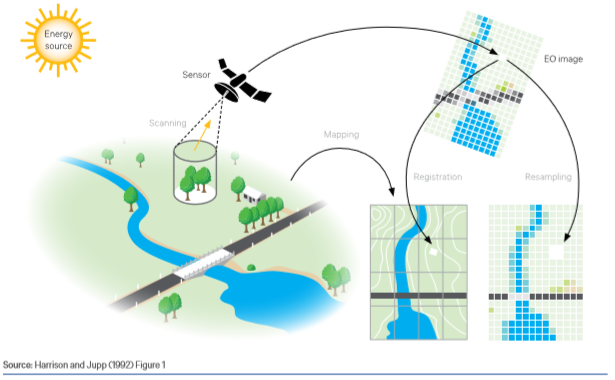 Energy
source
Sensor
EO image
Scanning
Mapping
Registration
Resampling
Source: Harrison and Jupp (1992) Figure 1